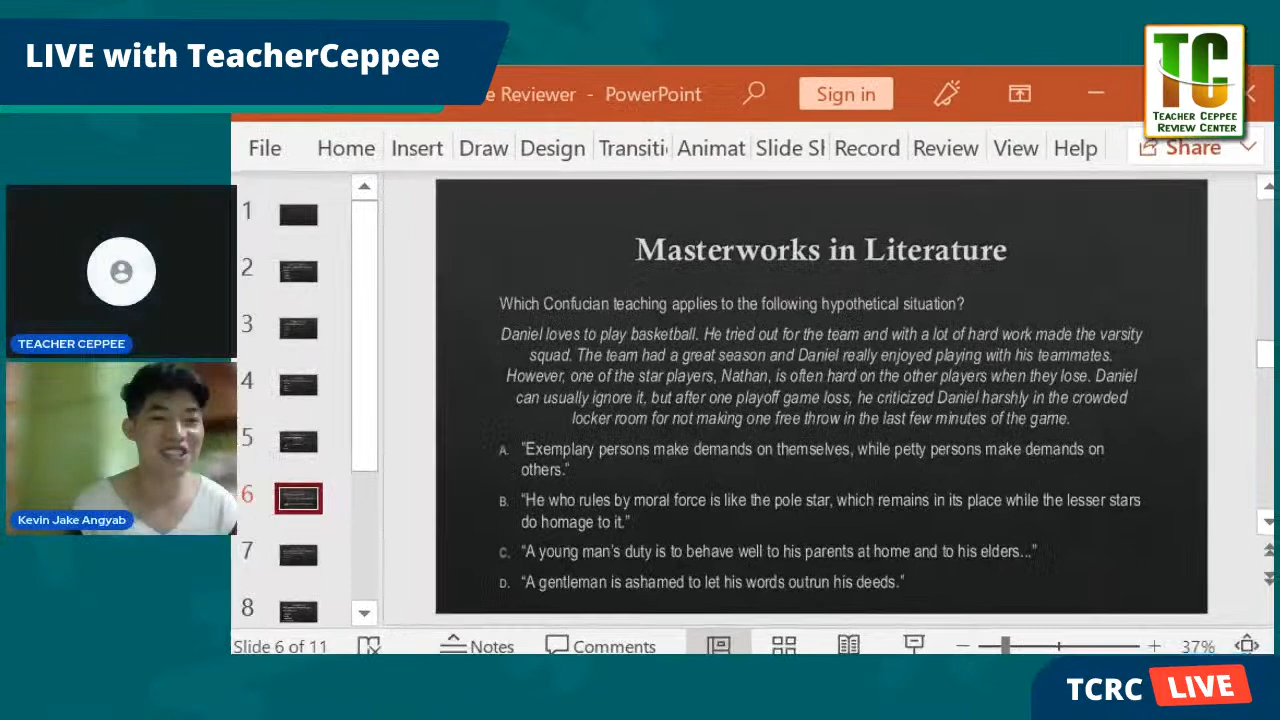 LIVE with TeacherCeppee
TC
TEACHER CEPPEE
REVIEW CENTER
e Reviewer - PowerPoint
Sign in
File Home Insert Draw Design Transiti Animat Slide Sl Record Review View Help Share
1
2
3
4
5
6
7
8
TEACHER CEPPEE
Kevin Jake Angyab
Masterworks in Literature
Which Confucian teaching applies to the following hypothetical situation?
Daniel loves to play basketball. He tried out for the team and with a lot of hard work made the varsity
squad. The team had a great season and Daniel really enjoyed playing with his teammates.
However, one of the star players, Nathan, is often hard on the other players when they lose. Daniel
can usually ignore it, but after one playoff game loss, he criticized Daniel harshly in the crowded
locker room for not making one free throw in the last few minutes of the game.
A. “Exemplary persons make demands on themselves, while petty persons make demands on
others.”
B. “He who rules by moral force is like the pole star, which remains in its place while the lesser stars
do homage to it.”
C. “A young man’s duty is to behave well to his parents at home and to his elders...”
D. “A gentleman is ashamed to let his words outrun his deeds.”
Slide 6 of 11 Notes Comments 37%
TCRC LIVE